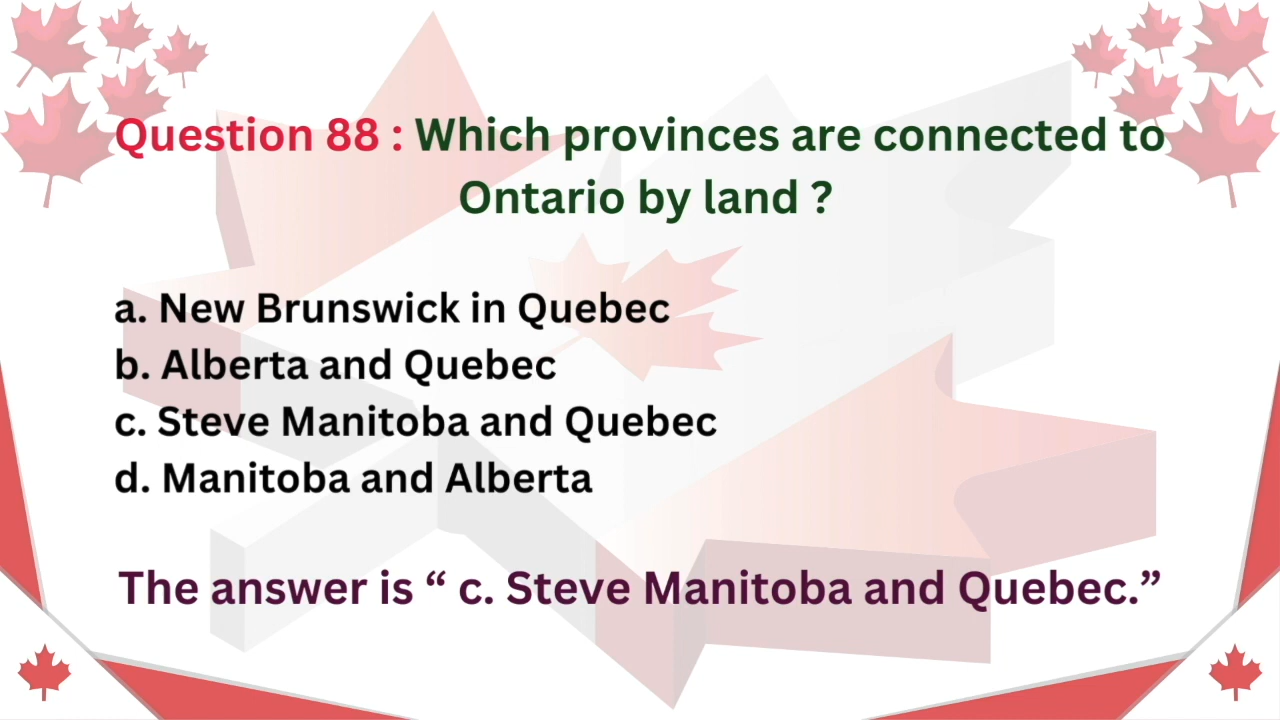 Question 88 : Which provinces are connected to
Ontario by land ?
a. New Brunswick in Quebec
b. Alberta and Quebec
c. Steve Manitoba and Quebec
d. Manitoba and Alberta
The answer is “ c. Steve Manitoba and Quebec.”